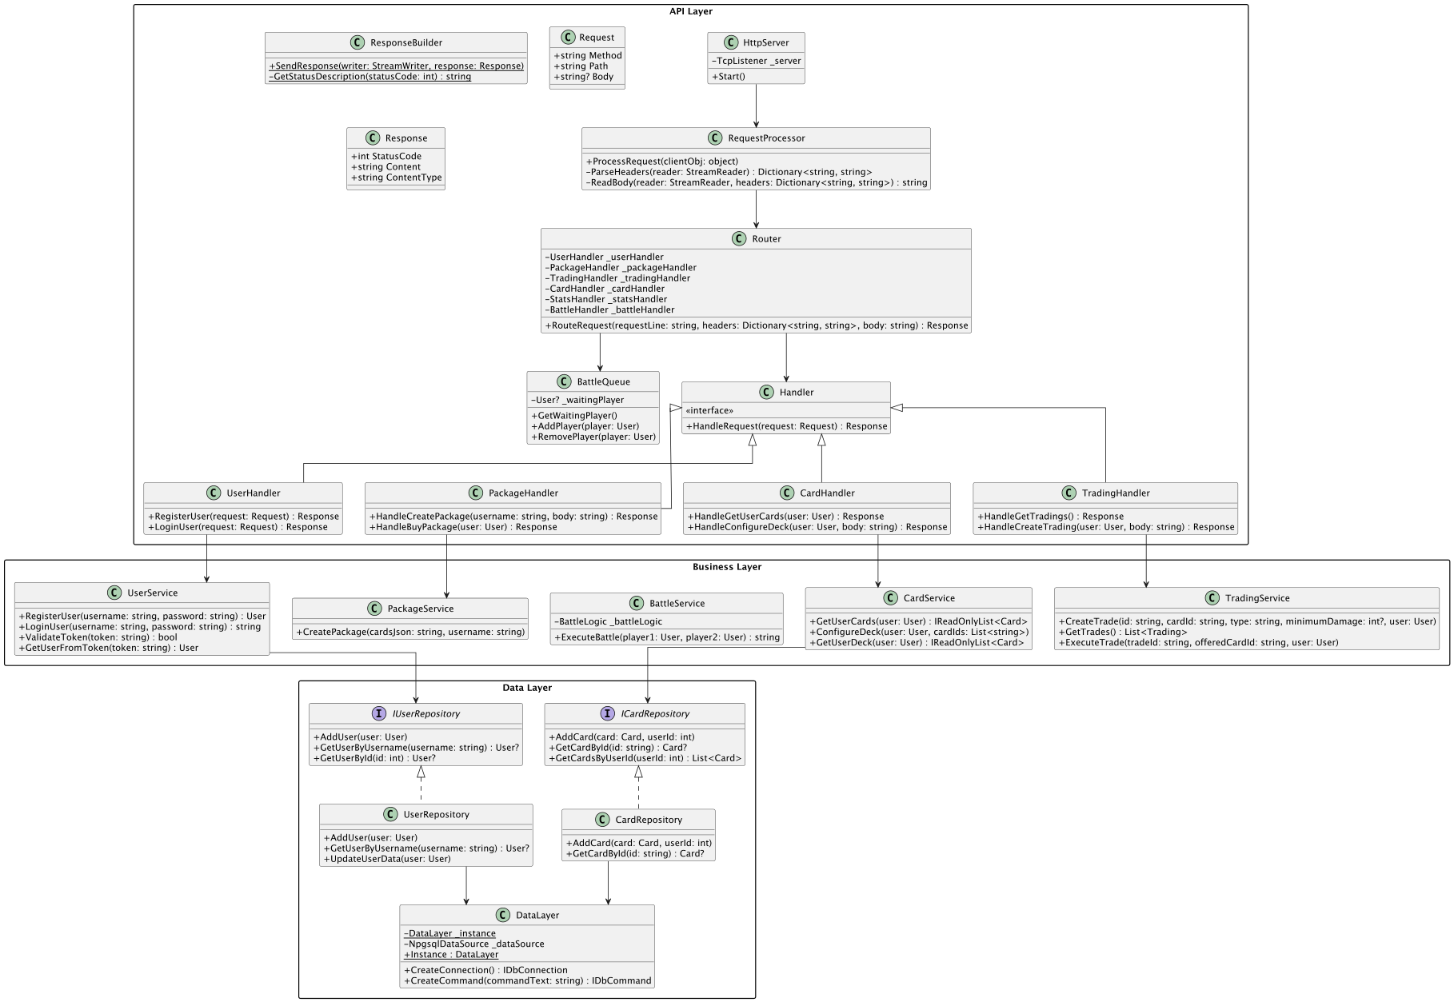 API Layer
C ResponseBuilder
+SendResponse(writer: StreamWriter, response: Response)
-GetStatusDescription(statusCode: int) : string
C Request
+string Method
+string Path
+string? Body
C HttpServer
-TcpListener _server
+Start()
C Response
+int StatusCode
+string Content
+string ContentType
C RequestProcessor
+ProcessRequest(clientObj: object)
-ParseHeaders(reader: StreamReader) : Dictionary<string, string>
-ReadBody(reader: StreamReader, headers: Dictionary<string, string>) : string
C Router
-UserHandler _userHandler
-PackageHandler _packageHandler
-TradingHandler _tradingHandler
-CardHandler _cardHandler
-StatsHandler _statsHandler
-BattleHandler _battleHandler
+RouteRequest(requestLine: string, headers: Dictionary<string, string>, body: string) : Response
C BattleQueue
-User? _waitingPlayer
+GetWaitingPlayer()
+AddPlayer(player: User)
+RemovePlayer(player: User)
C Handler
«interface»
+HandleRequest(request: Request) : Response
C UserHandler
+RegisterUser(request: Request) : Response
+LoginUser(request: Request) : Response
C PackageHandler
+HandleCreatePackage(username: string, body: string) : Response
+HandleBuyPackage(user: User) : Response
C CardHandler
+HandleGetUserCards(user: User) : Response
+HandleConfigureDeck(user: User, body: string) : Response
C TradingHandler
+HandleGetTradings() : Response
+HandleCreateTrading(user: User, body: string) : Response
Business Layer
C UserService
+RegisterUser(username: string, password: string) : User
+LoginUser(username: string, password: string) : string
+ValidateToken(token: string) : bool
+GetUserFromToken(token: string) : User
C PackageService
+CreatePackage(cardsJson: string, username: string)
C BattleService
-BattleLogic _battleLogic
+ExecuteBattle(player1: User, player2: User) : string
C CardService
+GetUserCards(user: User) : IReadOnlyList<Card>
+ConfigureDeck(user: User, cardIds: List<string>)
+GetUserDeck(user: User) : IReadOnlyList<Card>
C TradingService
+CreateTrade(id: string, cardId: string, type: string, minimumDamage: int?, user: User)
+GetTrades() : List<Trading>
+ExecuteTrade(tradeId: string, offeredCardId: string, user: User)
Data Layer
I IUserRepository
+AddUser(user: User)
+GetUserByUsername(username: string) : User?
+GetUserById(id: int) : User?
I ICardRepository
+AddCard(card: Card, userId: int)
+GetCardById(id: string) : Card?
+GetCardsByUserId(userId: int) : List<Card>
C UserRepository
+AddUser(user: User)
+GetUserByUsername(username: string) : User?
+UpdateUserData(user: User)
C CardRepository
+AddCard(card: Card, userId: int)
+GetCardById(id: string) : Card?
C DataLayer
-DataLayer _instance
-NpgsqlDataSource _dataSource
+Instance : DataLayer
+CreateConnection() : IDbConnection
+CreateCommand(commandText: string) : IDbCommand